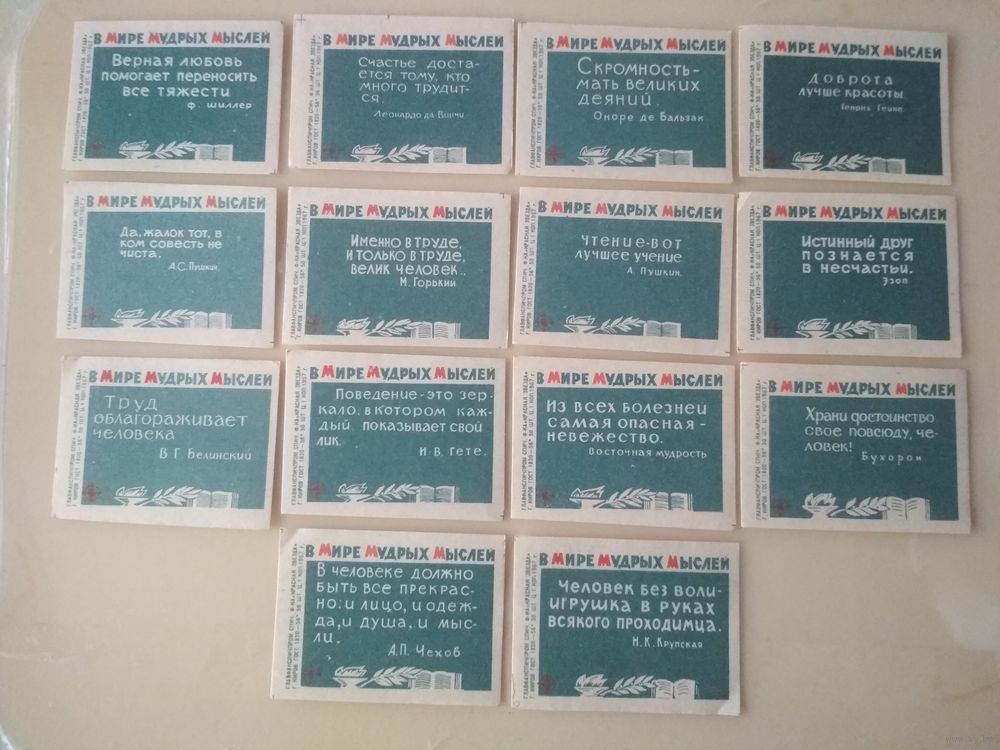 В МИРЕ МУДРЫХ МЫСЛЕЙ
Верная любовь
помогает переносить
все тяжести
Ф. Шиллер
В МИРЕ МУДРЫХ МЫСЛЕЙ
Счастье доста-
ется тому, кто
много трудит-
ся.
Леонардо да Винчи
В МИРЕ МУДРЫХ МЫСЛЕЙ
Скромность-
мать великих
деяний.
Оноре де Бальзак
В МИРЕ МУДРЫХ МЫСЛЕЙ
Доброта
лучше красоты
Генрих Гейне
В МИРЕ МУДРЫХ МЫСЛЕЙ
Да, жалок тот, в
ком совесть не
чиста.
А.С. Пушкин.
В МИРЕ МУДРЫХ МЫСЛЕЙ
Именно в труде,
и только в труде,
велик человек..
М. Горький
В МИРЕ МУДРЫХ МЫСЛЕЙ
Чтение-вот
лучшее учение
А. Пушкин.
В МИРЕ МУДРЫХ МЫСЛЕЙ
Истинный друг
познается
в несчастьи.
Эзоп
В МИРЕ МУДРЫХ МЫСЛЕЙ
Труд
облагораживает
человека
В Г Белинский
В МИРЕ МУДРЫХ МЫСЛЕЙ
Поведение-это зер-
кало, в котором каж-
дый показывает свой
лик.
И. В. Гете.
В МИРЕ МУДРЫХ МЫСЛЕЙ
Из всех болезней
самая опасная-
невежество.
Восточная мудрость
В МИРЕ МУДРЫХ МЫСЛЕЙ
Храни достоинство
свое повсюду, че-
ловек!
Бухорои
В МИРЕ МУДРЫХ МЫСЛЕЙ
В человеке должно
быть все прекрас-
но: и лицо, и одеж-
да, и душа, и мыс-
ли.
А.П. Чехов
В МИРЕ МУДРЫХ МЫСЛЕЙ
Человек без воли-
игрушка в руках
всякого проходимца.
Н.К. Крупская